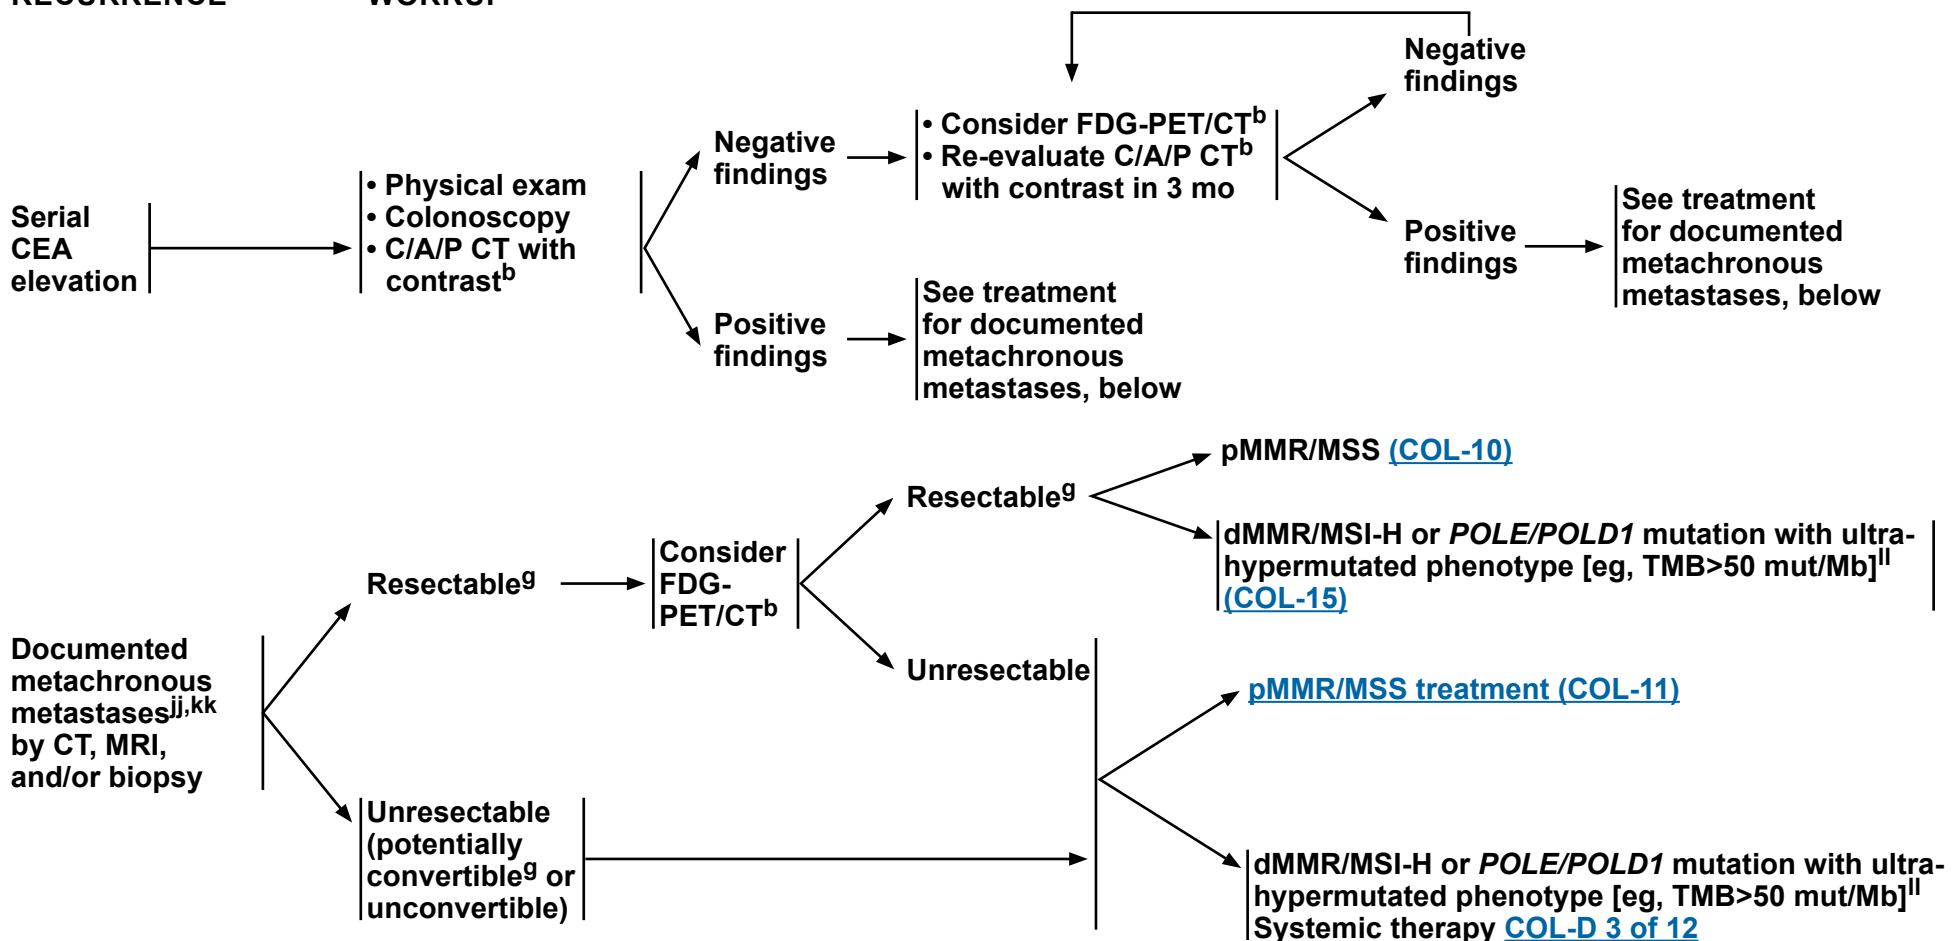 RECURRENCE
WORKUP
Serial
CEA
elevation
• Physical exam
• Colonoscopy
• C/A/P CT with
contrastb
Negative
findings
Positive
findings
• Consider FDG-PET/CTb
• Re-evaluate C/A/P CTb
with contrast in 3 mo
See treatment
for documented
metachronous
metastases, below
Negative
findings
Positive
findings
See treatment
for documented
metachronous
metastases, below
Documented
metachronous
metastasesjj,kk
by CT, MRI,
and/or biopsy
Resectableg
Consider
FDG-
PET/CTb
Resectableg
pMMR/MSS (COL-10)
dMMR/MSI-H or POLE/POLD1 mutation with ultra-
hypermutated phenotype [eg, TMB>50 mut/Mb]ll
(COL-15)
Unresectable
Unresectable
(potentially
convertibleg or
unconvertible)
pMMR/MSS treatment (COL-11)
dMMR/MSI-H or POLE/POLD1 mutation with ultra-
hypermutated phenotype [eg, TMB>50 mut/Mb]ll
Systemic therapy COL-D 3 of 12